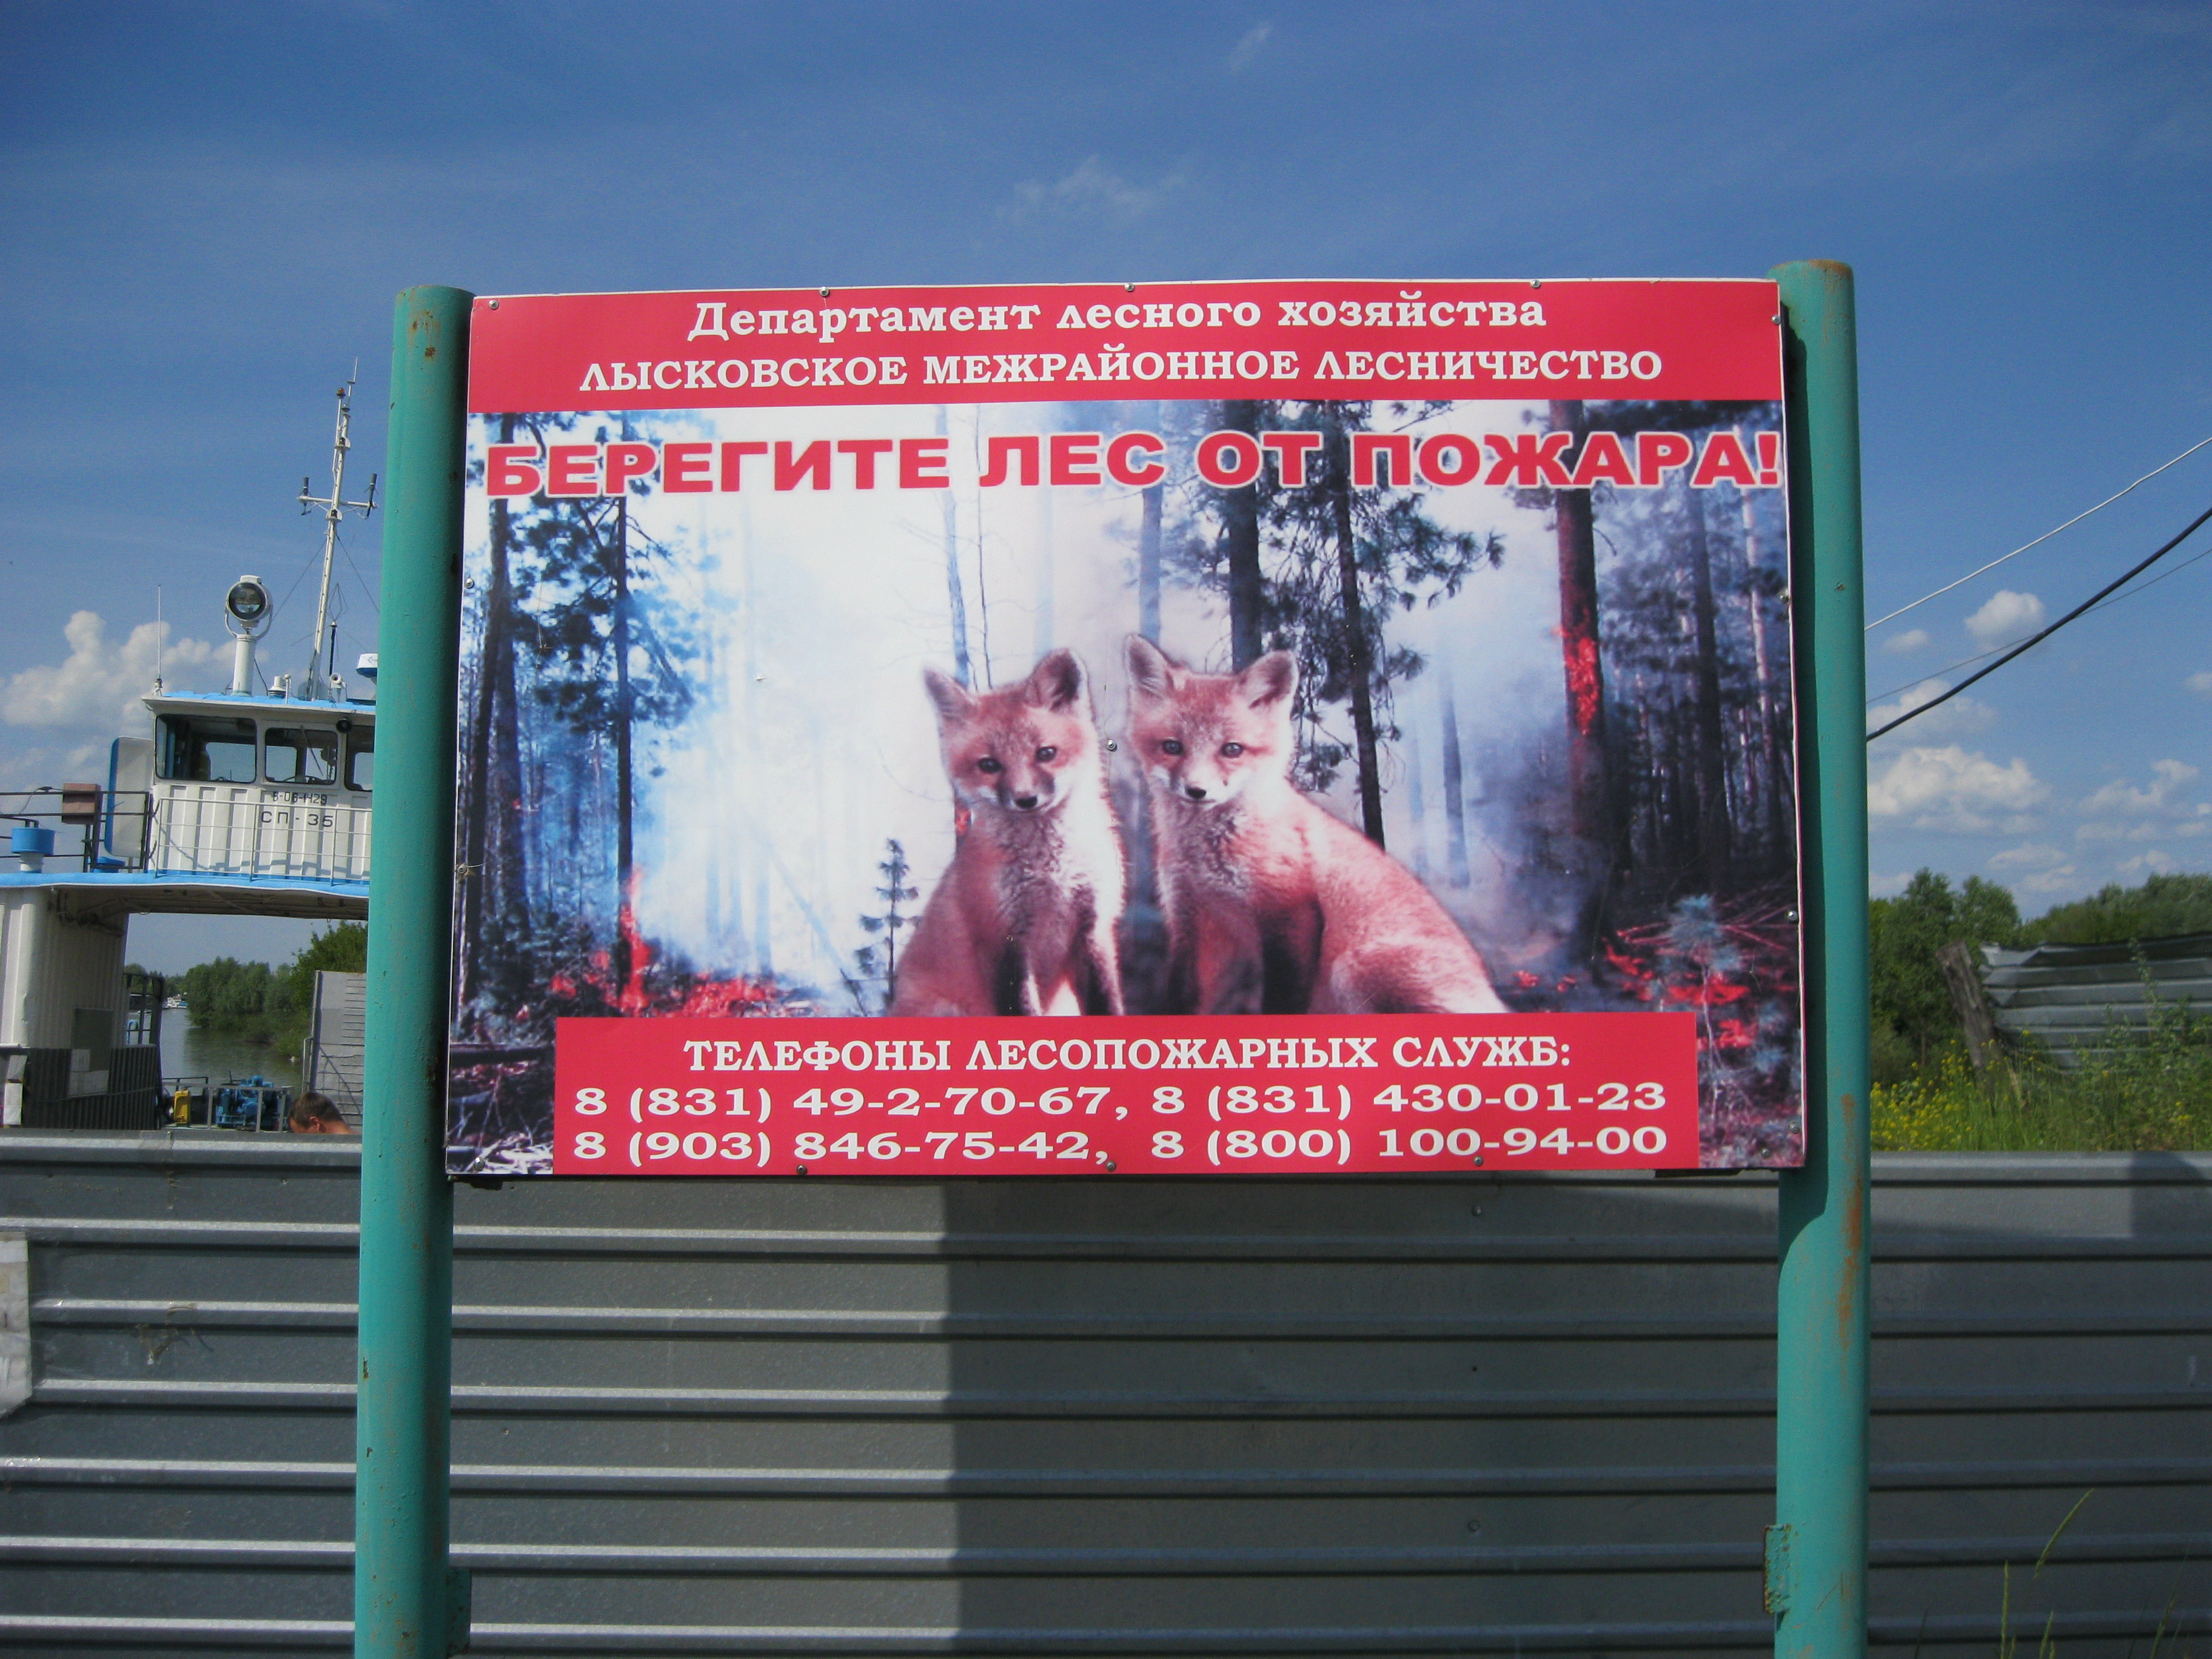 Департамент лесного хозяйства
ЛЫСКОВСКОЕ МЕЖРАЙОННОЕ ЛЕСНИЧЕСТВО
БЕРЕГИТЕ ЛЕС ОТ ПОЖАРА!
ТЕЛЕФОНЫ ЛЕСОПОЖАРНЫХ СЛУЖБ:
8 (831) 49-2-70-67, 8 (831) 430-01-23
8 (903) 846-75-42, 8 (800) 100-94-00
СП-35